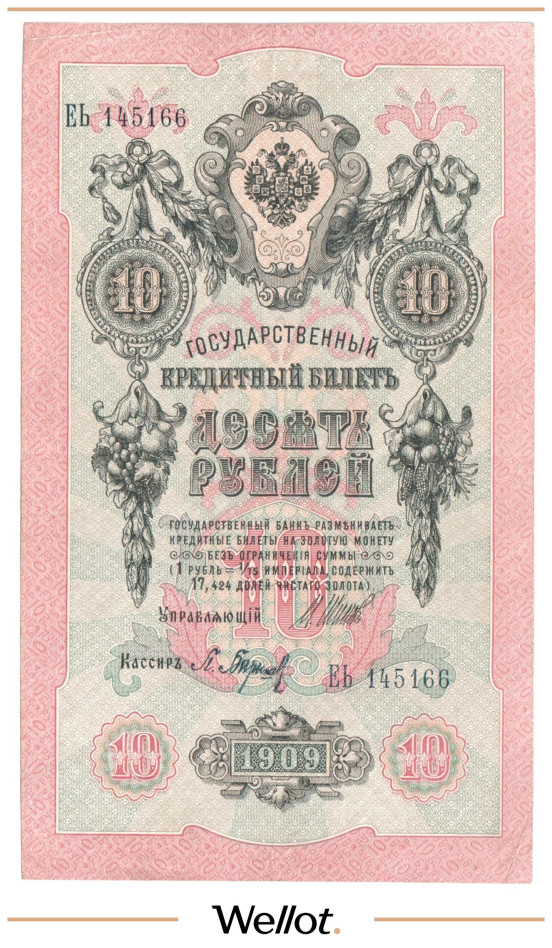 ЕЬ 145166
10 10
ГОСУДАРСТВЕННЫЙ
КРЕДИТНЫЙ БИЛЕТЪ
ДЕСЯТЬ
РУБЛЕЙ
ГОСУДАРСТВЕННЫЙ БАНКЪ РАЗМѢНИВАЕТЪ
КРЕДИТНЫЕ БИЛЕТЫ НА ЗОЛОТУЮ МОНЕТУ
БЕЗЪ ОГРАНИЧЕНІЯ СУММЫ
(1 РУБЛЬ = 1/15 ИМПЕРІАЛА, СОДЕРЖИТЪ
17,424 ДОЛЕЙ ЧИСТАГО ЗОЛОТА).
10
УПРАВЛЯЮЩІЙ
Кассиръ
ЕЬ 145166
10 1909 10
Wellot.